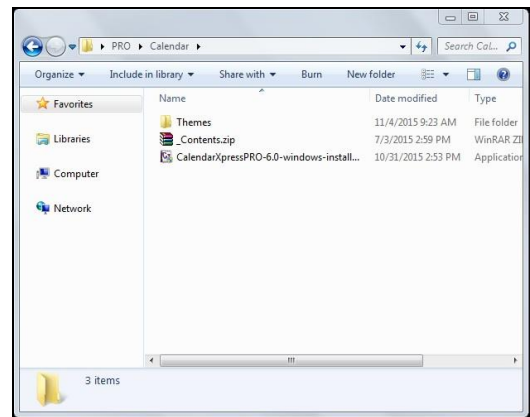 PRO ▸ Calendar ▸ Search Cal...
Organize Include in library Share with Burn New folder
Favorites
Libraries
Computer
Network
Name Date modified Type
Themes 11/4/2015 9:23 AM File folder
_Contents.zip 7/3/2015 2:59 PM WinRAR ZI
CalendarXpressPRO-6.0-windows-install... 10/31/2015 2:53 PM Application
3 items